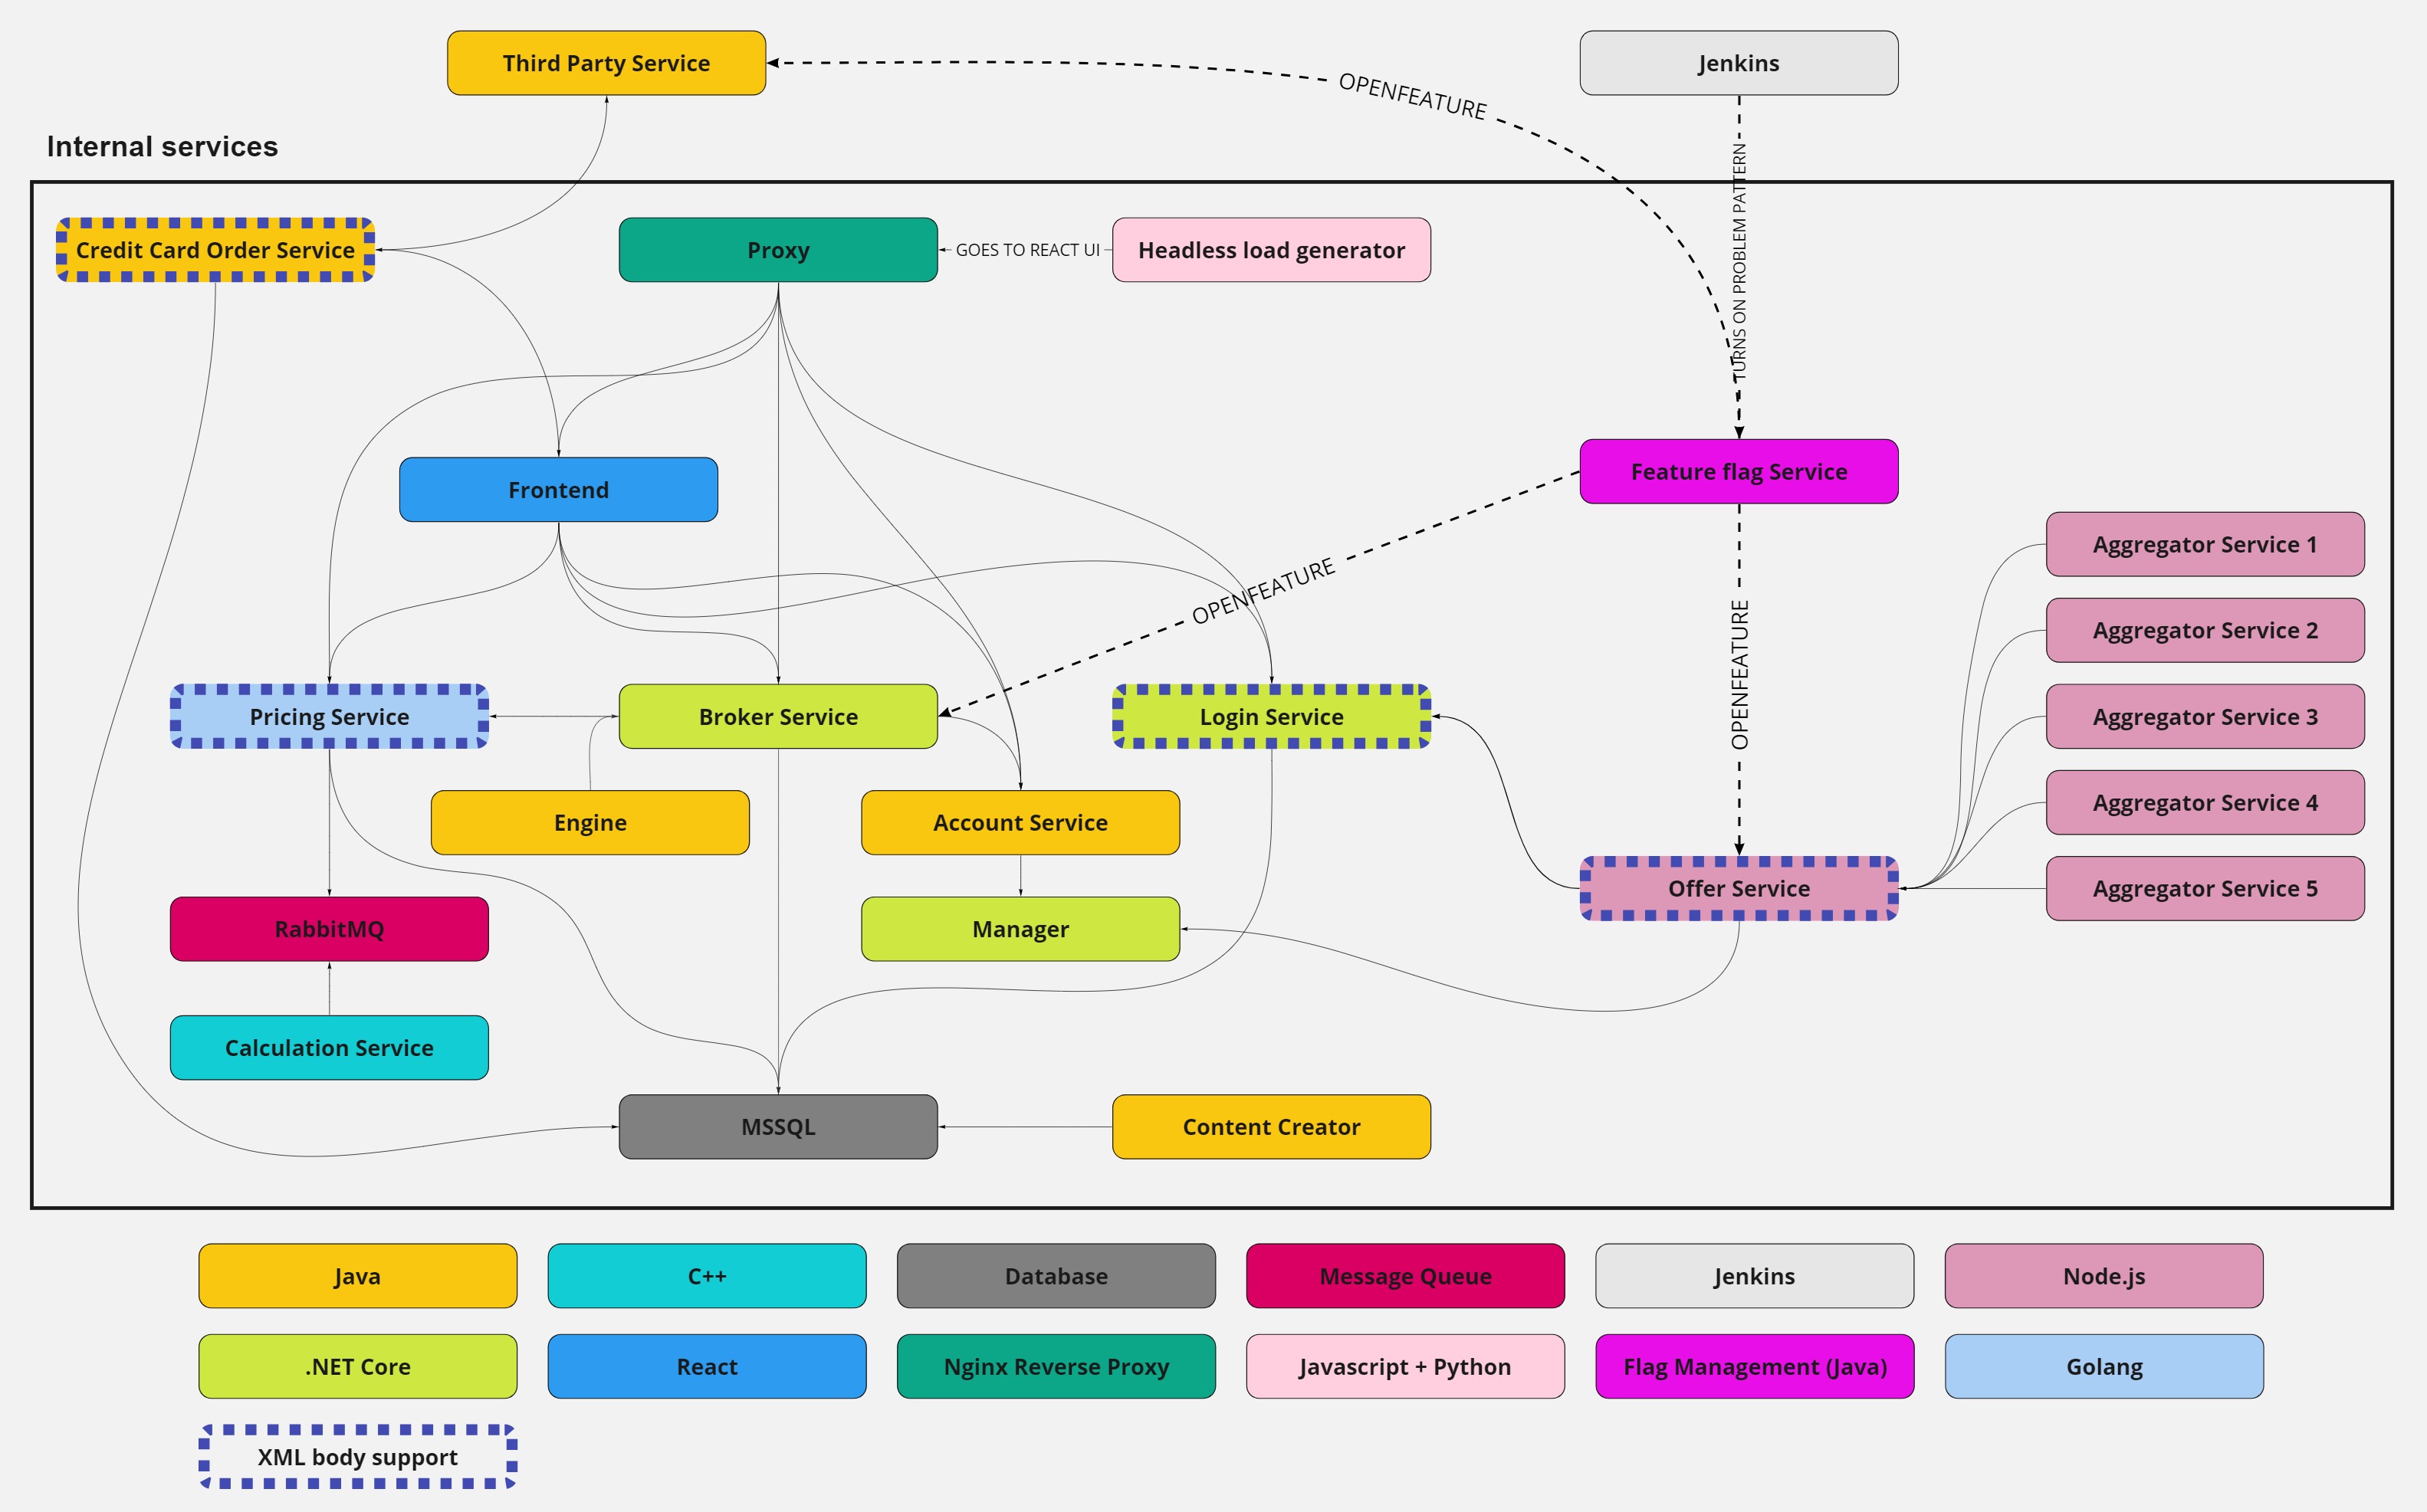 Third Party Service
OPENFEATURE
Jenkins
Internal services
TURNS ON PROBLEM PATTERN
Credit Card Order Service
Proxy
GOES TO REACT UI
Headless load generator
Frontend
Feature flag Service
OPENFEATURE
OPENFEATURE
Aggregator Service 1
Aggregator Service 2
Pricing Service
Broker Service
Login Service
Aggregator Service 3
Engine
Account Service
Aggregator Service 4
Offer Service
Aggregator Service 5
RabbitMQ
Manager
Calculation Service
MSSQL
Content Creator
Java
C++
Database
Message Queue
Jenkins
Node.js
.NET Core
React
Nginx Reverse Proxy
Javascript + Python
Flag Management (Java)
Golang
XML body support